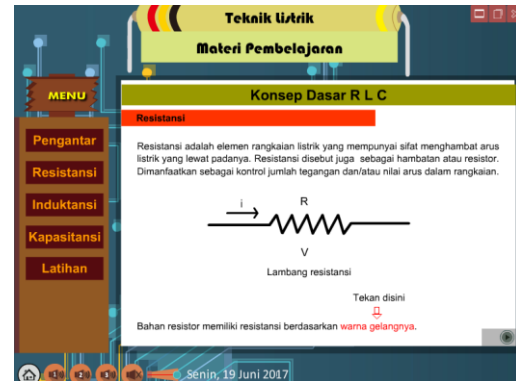 Teknik Listrik
Materi Pembelajaran
MENU
Pengantar
Resistansi
Induktansi
Kapasitansi
Latihan
Konsep Dasar R L C
Resistansi
Resistansi adalah elemen rangkaian listrik yang mempunyai sifat menghambat arus
listrik yang lewat padanya. Resistansi disebut juga sebagai hambatan atau resistor.
Dimanfaatkan sebagai kontrol jumlah tegangan dan/atau nilai arus dalam rangkaian.
i
R
V
Lambang resistansi
Tekan disini
Bahan resistor memiliki resistansi berdasarkan warna gelangnya.
Senin, 19 Juni 2017